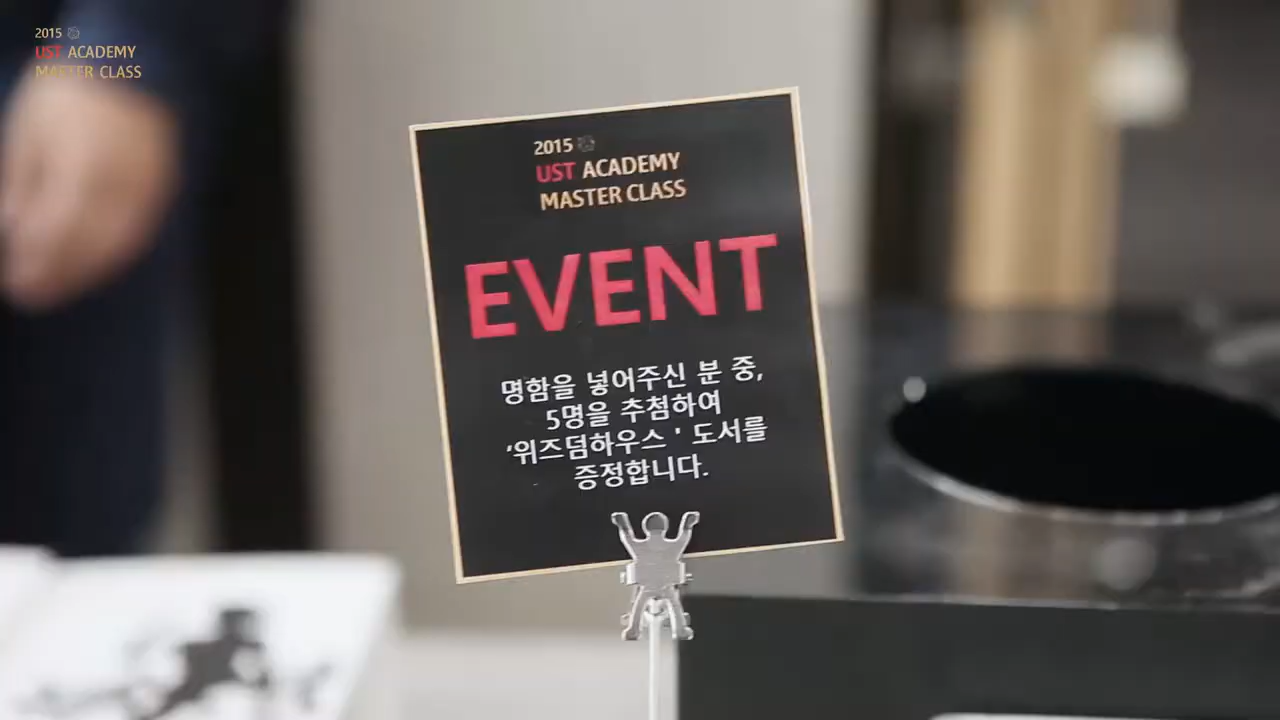 2015
UST ACADEMY
MASTER CLASS
2015
UST ACADEMY
MASTER CLASS
EVENT
명함을 넣어주신 분 중,
5명을 추첨하여
‘위즈덤하우스 ' 도서를
증정합니다.